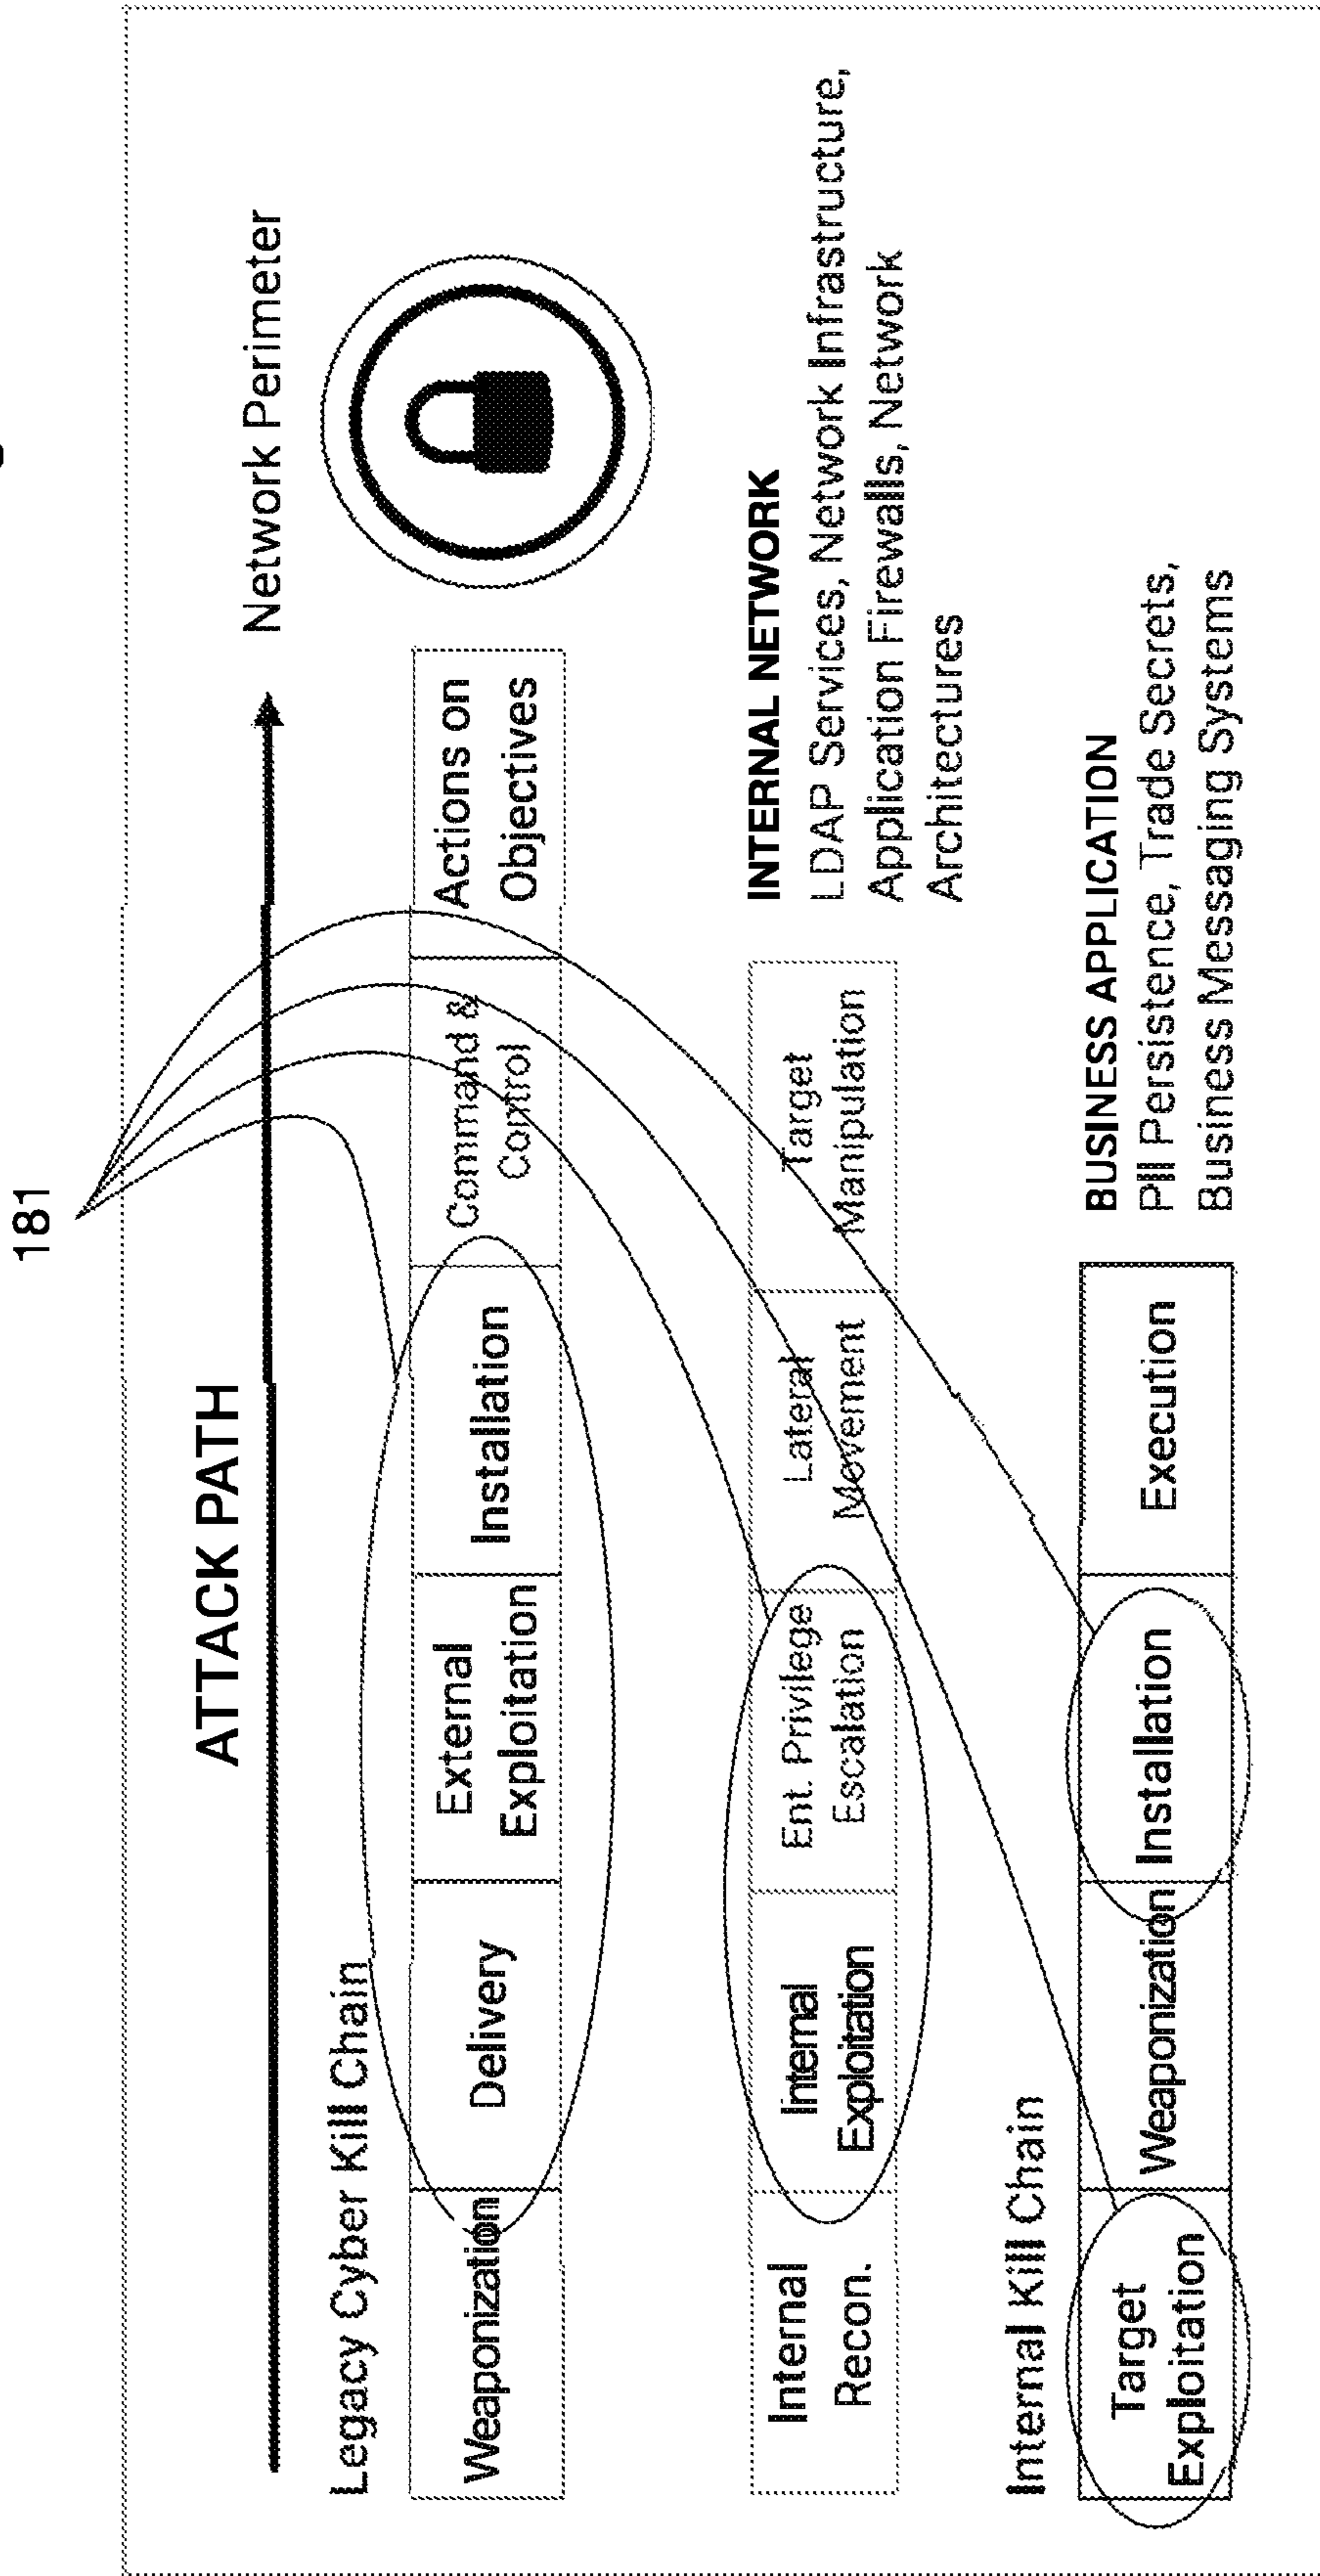 181
ATTACK PATH
Network Perimeter
Legacy Cyber Kill Chain
Weaponization
Delivery
External
Exploitation
Installation
Command &
Control
Actions on
Objectives
Internal
Recon.
Internal
Exploitation
Ent. Privilege
Escalation
Lateral
Movement
Target
Manipulation
INTERNAL NETWORK
LDAP Services, Network Infrastructure,
Application Firewalls, Network
Architectures
Internal Kill Chain
Target
Exploitation
Weaponization
Installation
Execution
BUSINESS APPLICATION
PII Persistence, Trade Secrets,
Business Messaging Systems